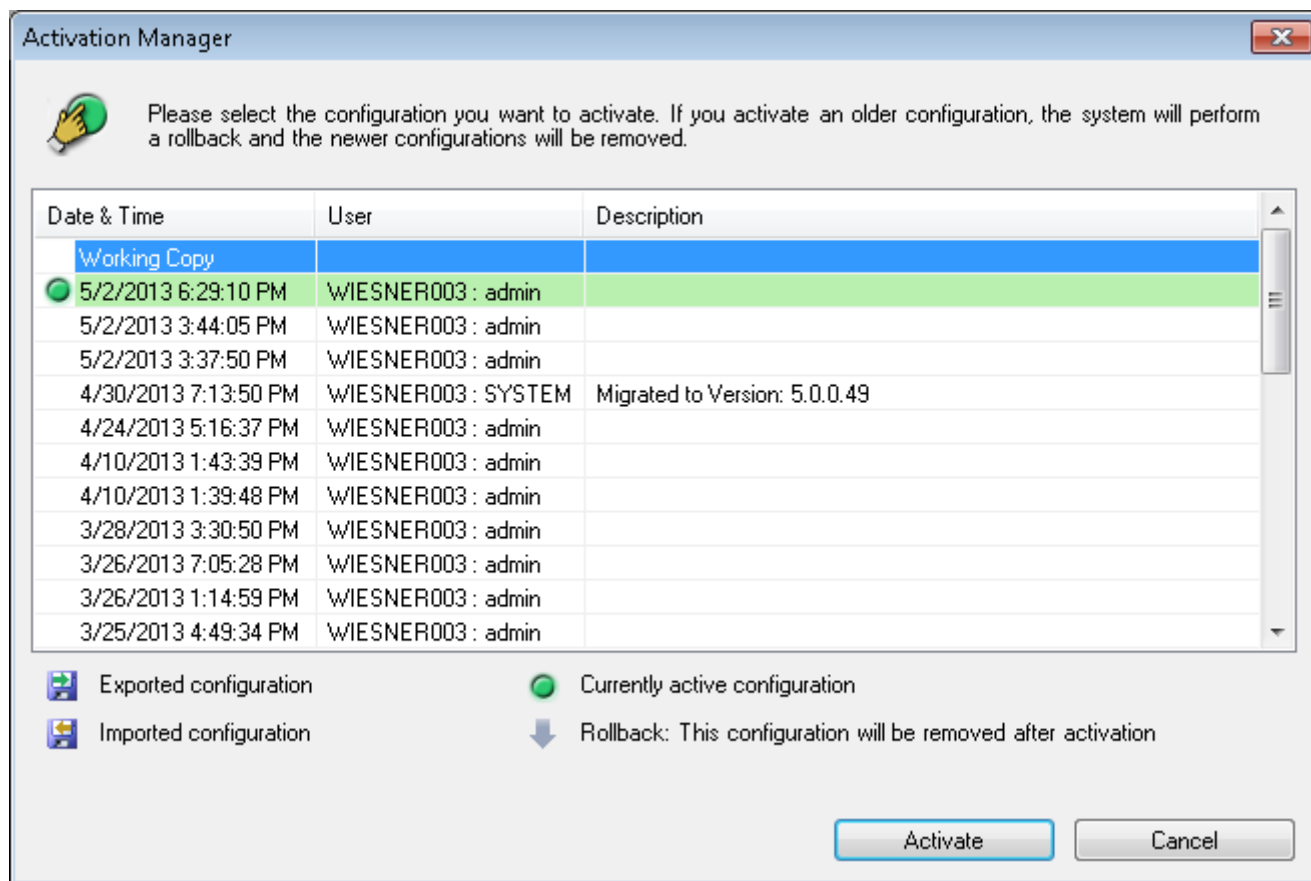 Activation Manager
Please select the configuration you want to activate. If you activate an older configuration, the system will perform
a rollback and the newer configurations will be removed.
Date & Time User Description
Working Copy
5/2/2013 6:29:10 PM WIESNER003 : admin
5/2/2013 3:44:05 PM WIESNER003 : admin
5/2/2013 3:37:50 PM WIESNER003 : admin
4/30/2013 7:13:50 PM WIESNER003 : SYSTEM Migrated to Version: 5.0.0.49
4/24/2013 5:16:37 PM WIESNER003 : admin
4/10/2013 1:43:39 PM WIESNER003 : admin
4/10/2013 1:39:48 PM WIESNER003 : admin
3/28/2013 3:30:50 PM WIESNER003 : admin
3/26/2013 7:05:28 PM WIESNER003 : admin
3/26/2013 1:14:59 PM WIESNER003 : admin
3/25/2013 4:49:34 PM WIESNER003 : admin
Exported configuration Currently active configuration
Imported configuration Rollback: This configuration will be removed after activation
Activate Cancel